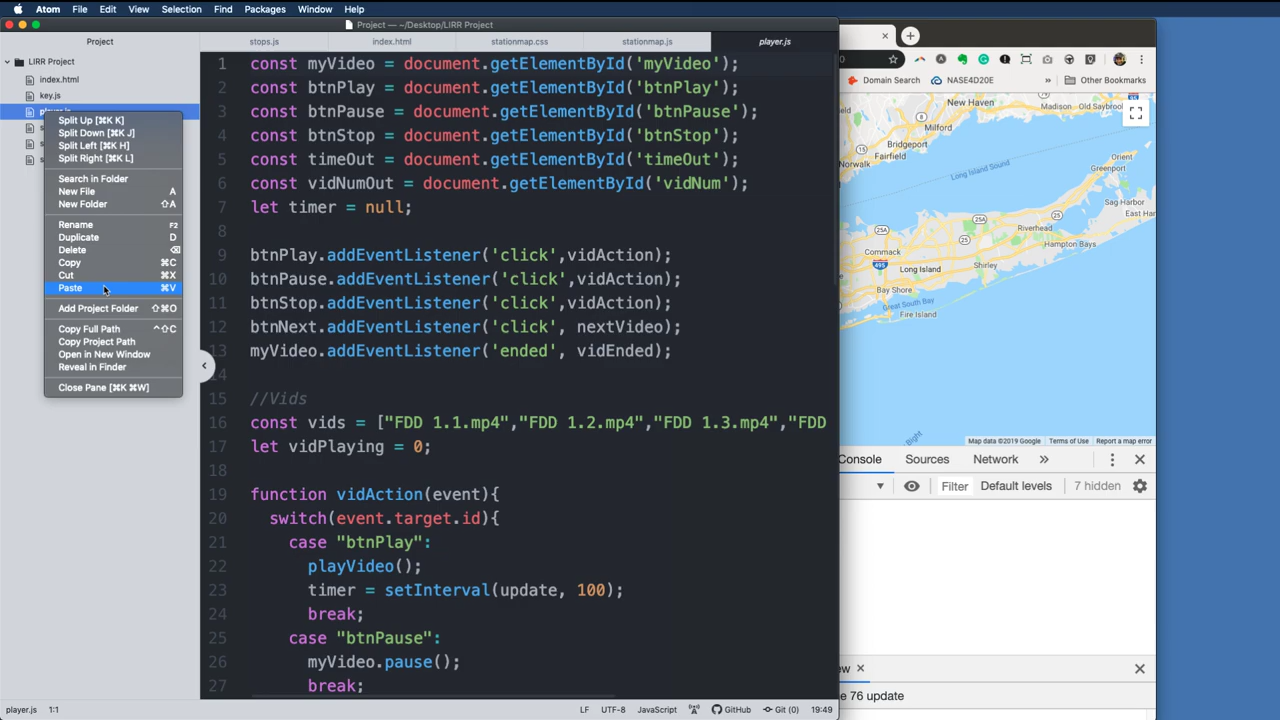 Atom File Edit View Selection Find Packages Window Help
Project — ~/Desktop/LIRR Project
Project
stops.js
index.html
stationmap.css
stationmap.js
player.js
LIRR Project
index.html
key.js
Split Up [⌘K K]
Split Down [⌘K J]
Split Left [⌘K H]
Split Right [⌘K L]
Search in Folder
New File A
New Folder ⇧A
Rename F2
Duplicate D
Delete ⌫
Copy ⌘C
Cut ⌘X
Paste ⌘V
Add Project Folder ⇧⌘O
Copy Full Path ^⇧C
Copy Project Path
Open in New Window
Reveal in Finder
Close Pane [⌘K ⌘W]
1 const myVideo = document.getElementById('myVideo');
2 const btnPlay = document.getElementById('btnPlay');
3 const btnPause = document.getElementById('btnPause');
4 const btnStop = document.getElementById('btnStop');
5 const timeOut = document.getElementById('timeOut');
6 const vidNumOut = document.getElementById('vidNum');
7 let timer = null;
8
9 btnPlay.addEventListener('click',vidAction);
10 btnPause.addEventListener('click',vidAction);
11 btnStop.addEventListener('click',vidAction);
12 btnNext.addEventListener('click', nextVideo);
13 myVideo.addEventListener('ended', vidEnded);
14
15 //Vids
16 const vids = ["FDD 1.1.mp4","FDD 1.2.mp4","FDD 1.3.mp4","FDD
17 let vidPlaying = 0;
18
19 function vidAction(event){
20 switch(event.target.id){
21 case "btnPlay":
22 playVideo();
23 timer = setInterval(update, 100);
24 break;
25 case "btnPause":
26 myVideo.pause();
27 break;
player.js 1:1
LF UTF-8 JavaScript GitHub Git (0) 19:49
Domain Search NASE4D20E » Other Bookmarks
New Haven
Madison
Old Saybroo
Milford
Bridgeport
Fairfield
Norwalk
Long Island Sound
Orient
Greenport
Sag Harbor
East Har
Riverhead
Hampton Bays
Commack
Long Island
Shirley
Bay Shore
Great South Bay
Fire Island
8
25A
25A
495
Bight
Map data ©2019 Google Terms of Use Report a map error
Console Sources Network »
Filter Default levels 7 hidden
ew
e 76 update